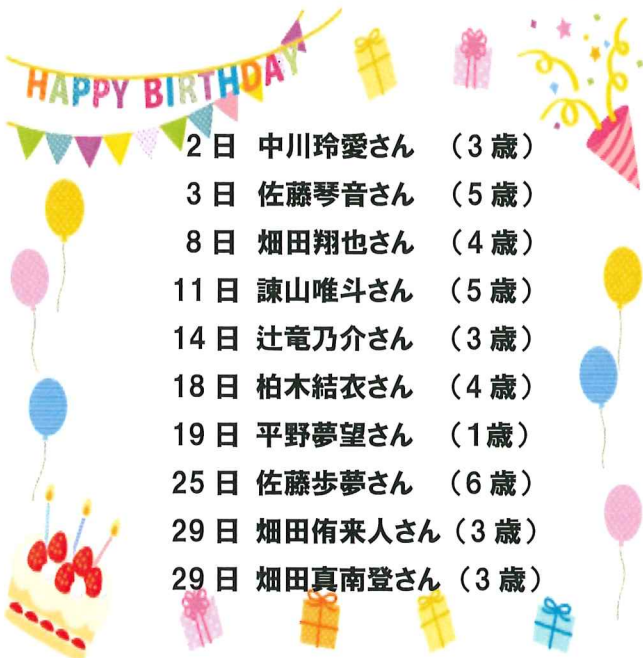 HAPPY BIRTHDAY
2日 中川玲愛さん （3歳）
3日 佐藤琴音さん （5歳）
8日 畑田翔也さん （4歳）
11日 諌山唯斗さん （5歳）
14日 辻竜乃介さん （3歳）
18日 柏木結衣さん （4歳）
19日 平野夢望さん （1歳）
25日 佐藤歩夢さん （6歳）
29日 畑田侑来人さん（3歳）
29日 畑田真南登さん（3歳）